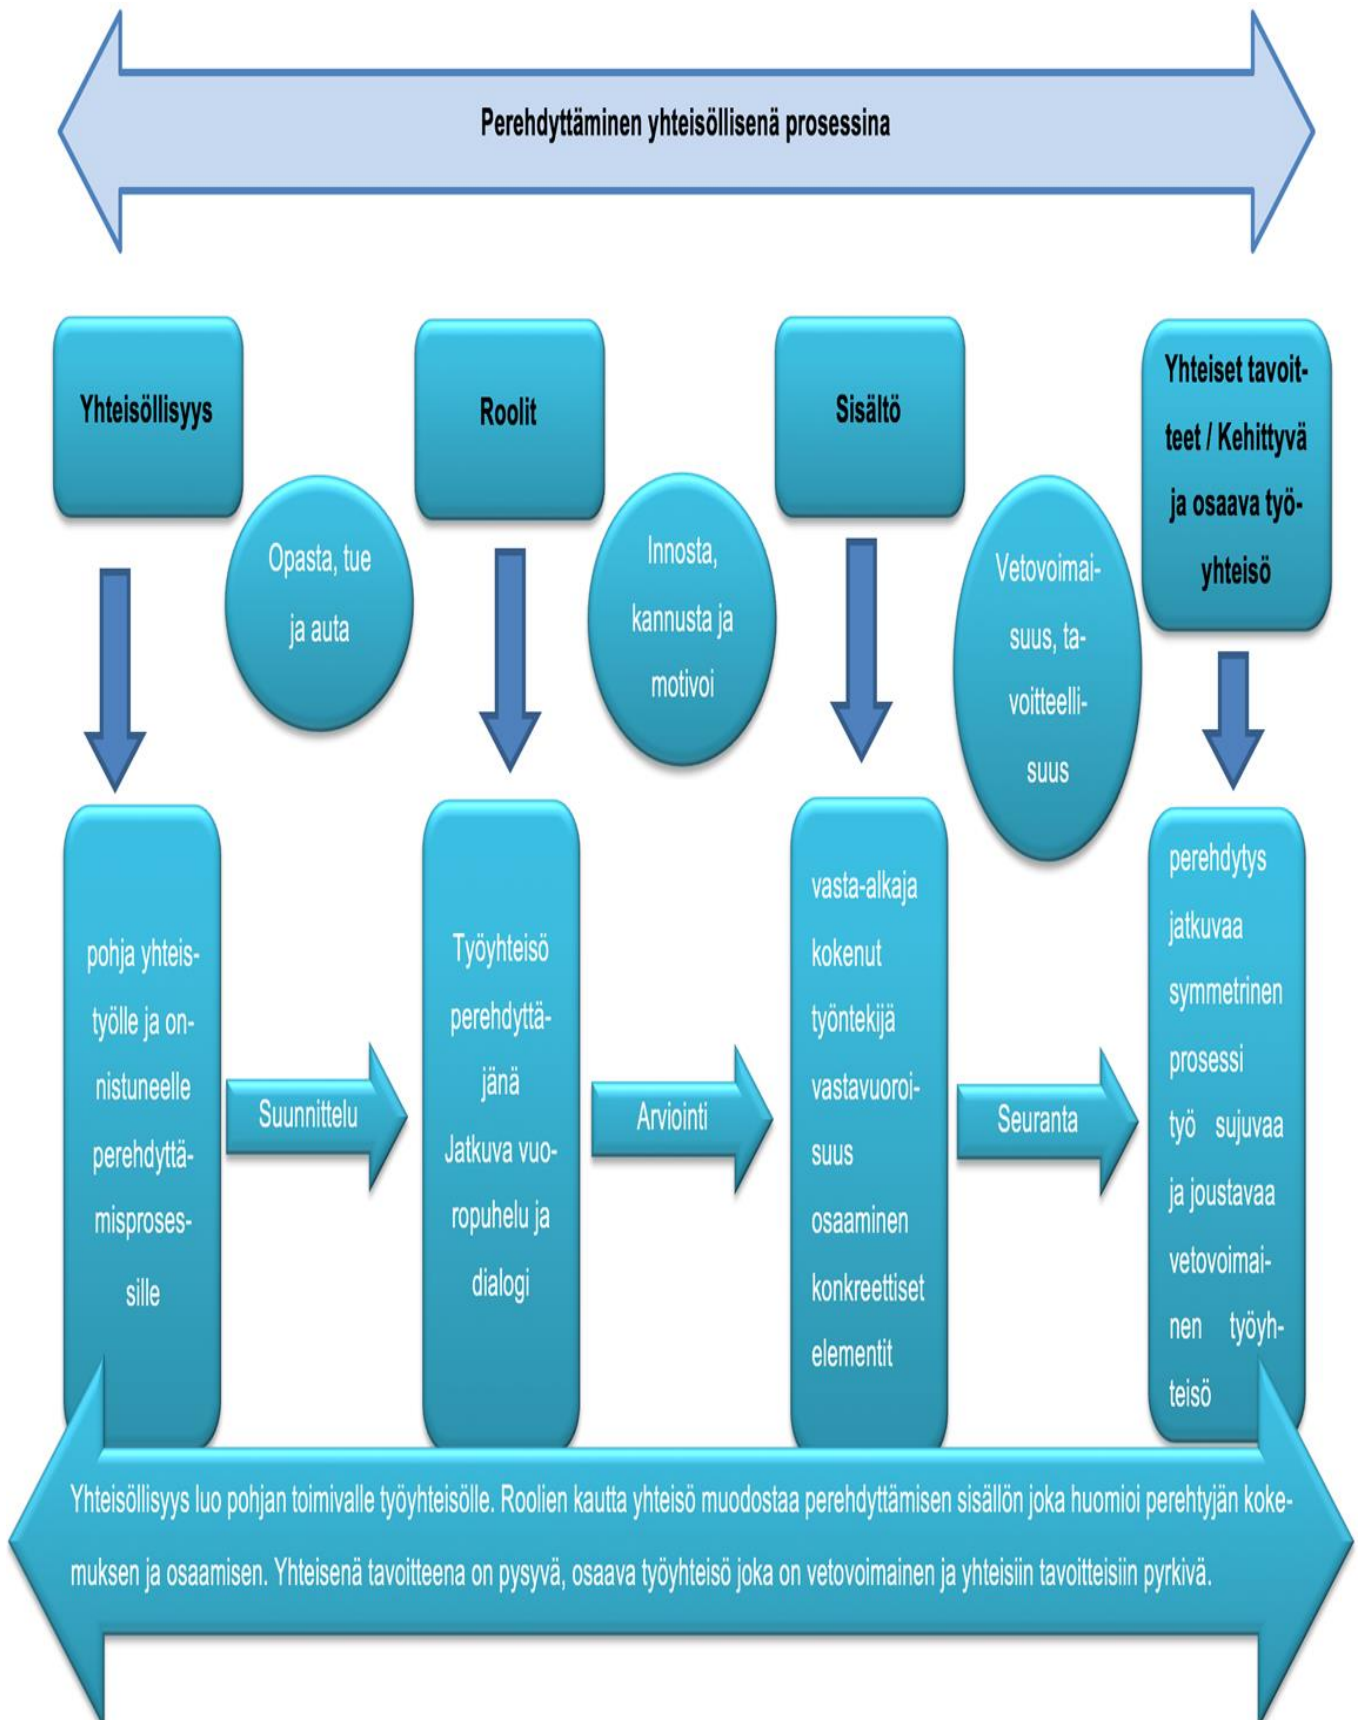 Perehdyttäminen yhteisöllisenä prosessina
Yhteisöllisyys
Roolit
Sisältö
Yhteiset tavoit-
teet / Kehittyvä
ja osaava työ-
yhteisö
Opasta, tue
ja auta
Innosta,
kannusta ja
motivoi
Vetovoimai-
suus, ta-
voitteelli-
suus
pohja yhteis-
työlle ja on-
nistuneelle
perehdyttä-
misproses-
sille
Suunnittelu
Työyhteisö
perehdyttä-
jänä
Jatkuva vuo-
ropuhelu ja
dialogi
Arviointi
vasta-alkaja
kokenut
työntekijä
vastavuoroi-
suus
osaaminen
konkreettiset
elementit
Seuranta
perehdytys
jatkuvaa
symmetrinen
prosessi
työ sujuvaa
ja joustavaa
vetovoimai-
nen työyh-
teisö
Yhteisöllisyys luo pohjan toimivalle työyhteisölle. Roolien kautta yhteisö muodostaa perehdyttämisen sisällön joka huomioi perehtyjän koke-
muksen ja osaamisen. Yhteisenä tavoitteena on pysyvä, osaava työyhteisö joka on vetovoimainen ja yhteisiin tavoitteisiin pyrkivä.